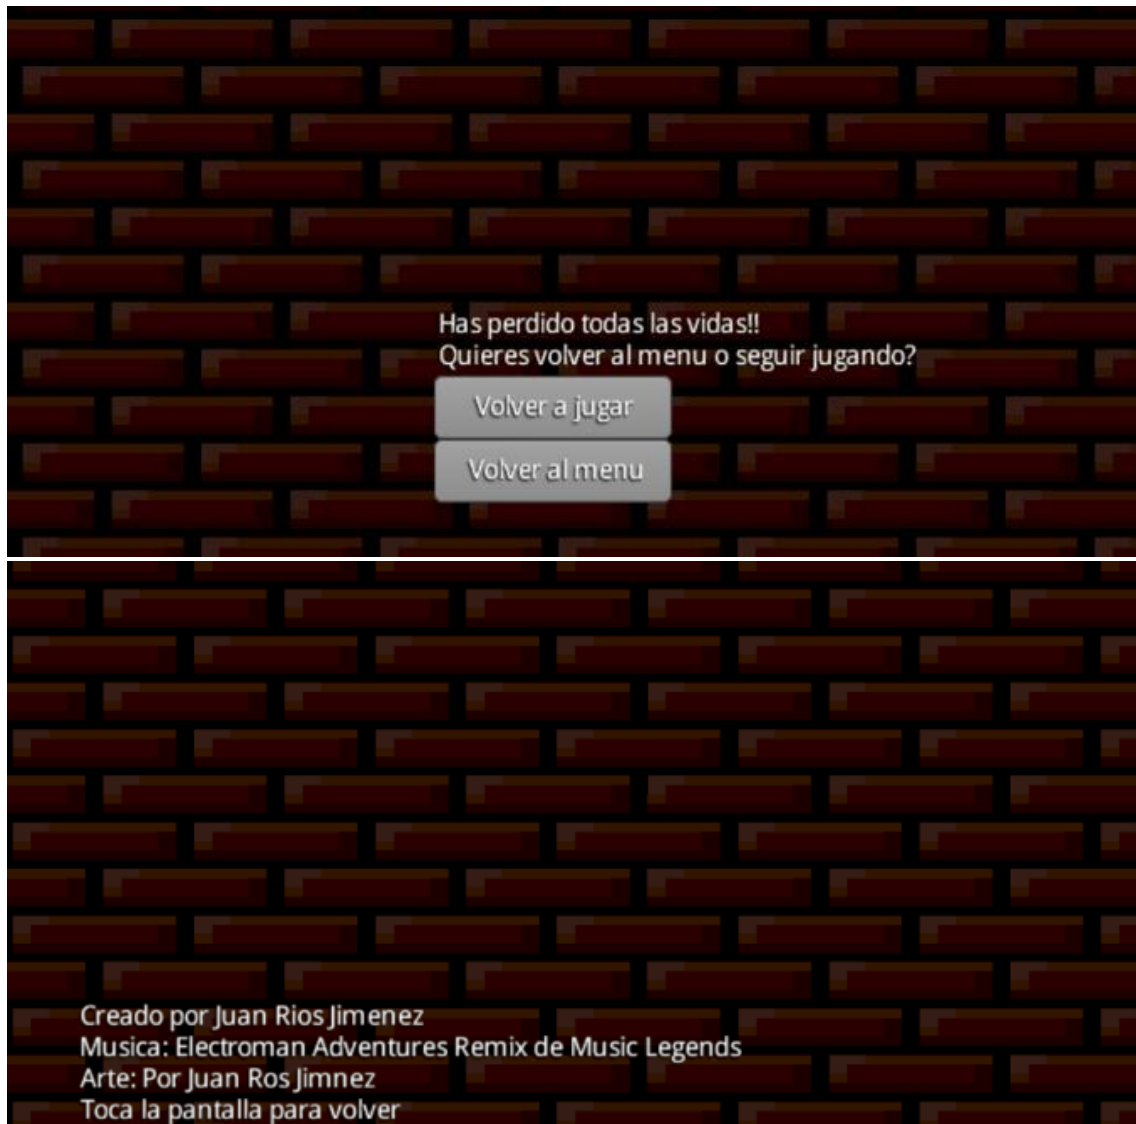 Has perdido todas las vidas!!
Quieres volver al menu o seguir jugando?
Volver a jugar
Volver al menu
Creado por Juan Rios Jimenez
Musica: Electroman Adventures Remix de Music Legends
Arte: Por Juan Ros Jimnez
Toca la pantalla para volver